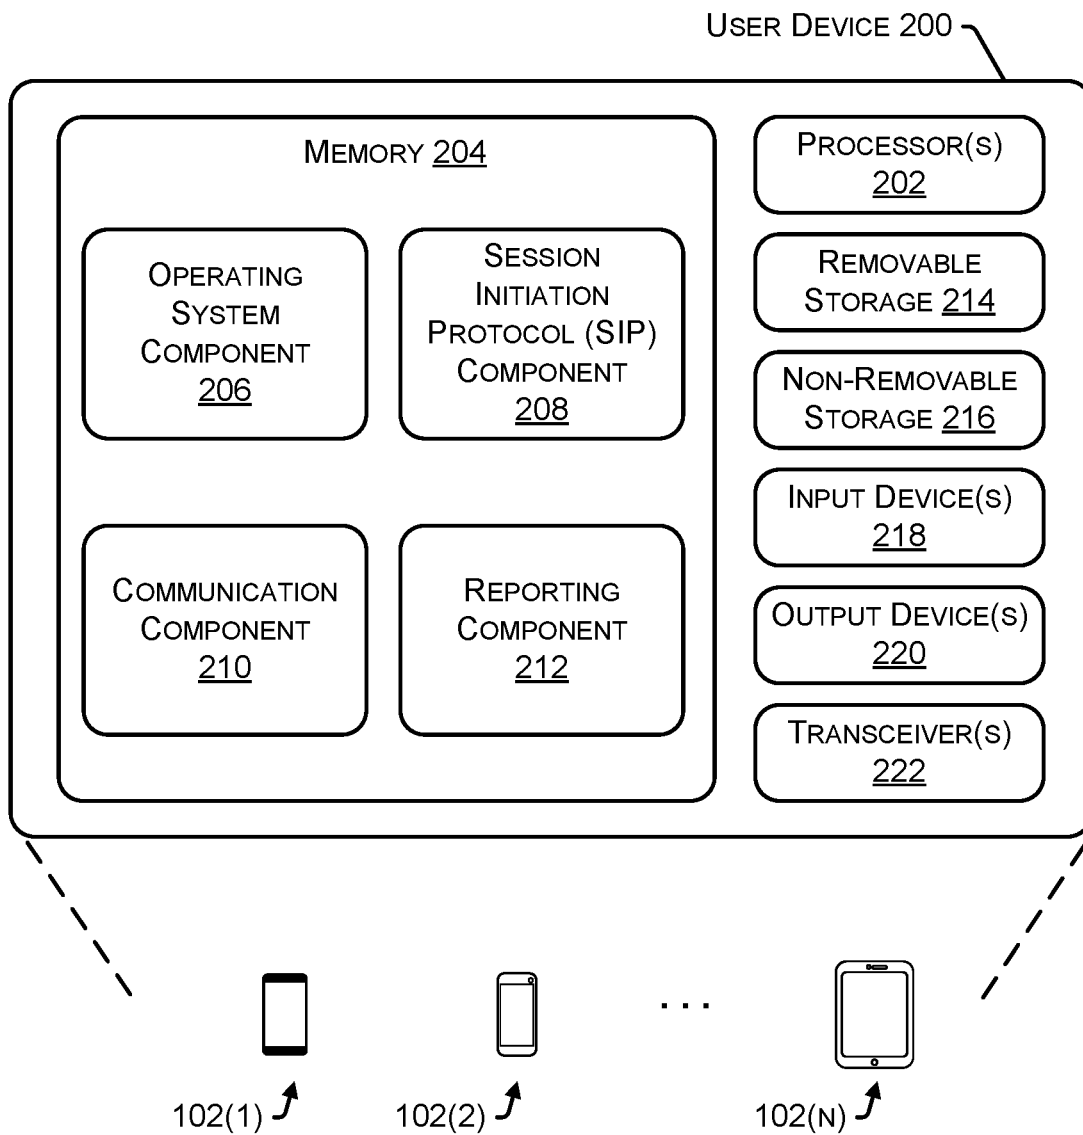 USER DEVICE 200
MEMORY 204
OPERATING
SYSTEM
COMPONENT
206
SESSION
INITIATION
PROTOCOL (SIP)
COMPONENT
208
COMMUNICATION
COMPONENT
210
REPORTING
COMPONENT
212
PROCESSOR(S)
202
REMOVABLE
STORAGE 214
NON-REMOVABLE
STORAGE 216
INPUT DEVICE(S)
218
OUTPUT DEVICE(S)
220
TRANSCEIVER(S)
222
. . .
102(1)
102(2)
102(N)